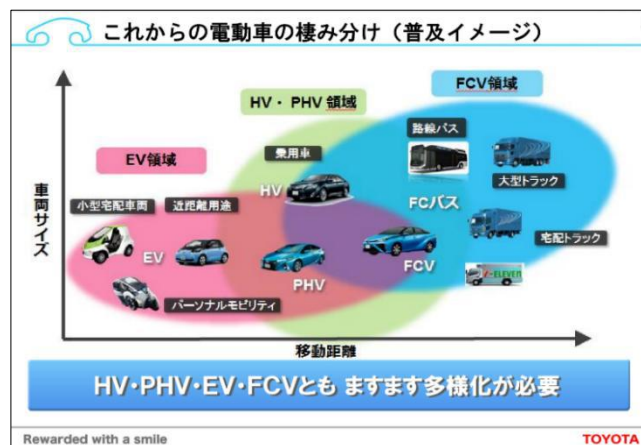 これからの電動車の棲み分け（普及イメージ）
FCV領域
HV・PHV 領域
EV領域
路線バス
乗用車
大型トラック
HV
FCバス
小型宅配車両
近距離用途
宅配トラック
EV
PHV
FCV
パーソナルモビリティ
車両サイズ
移動距離
HV・PHV・EV・FCVとも ますます多様化が必要
Rewarded with a smile
TOYOTA